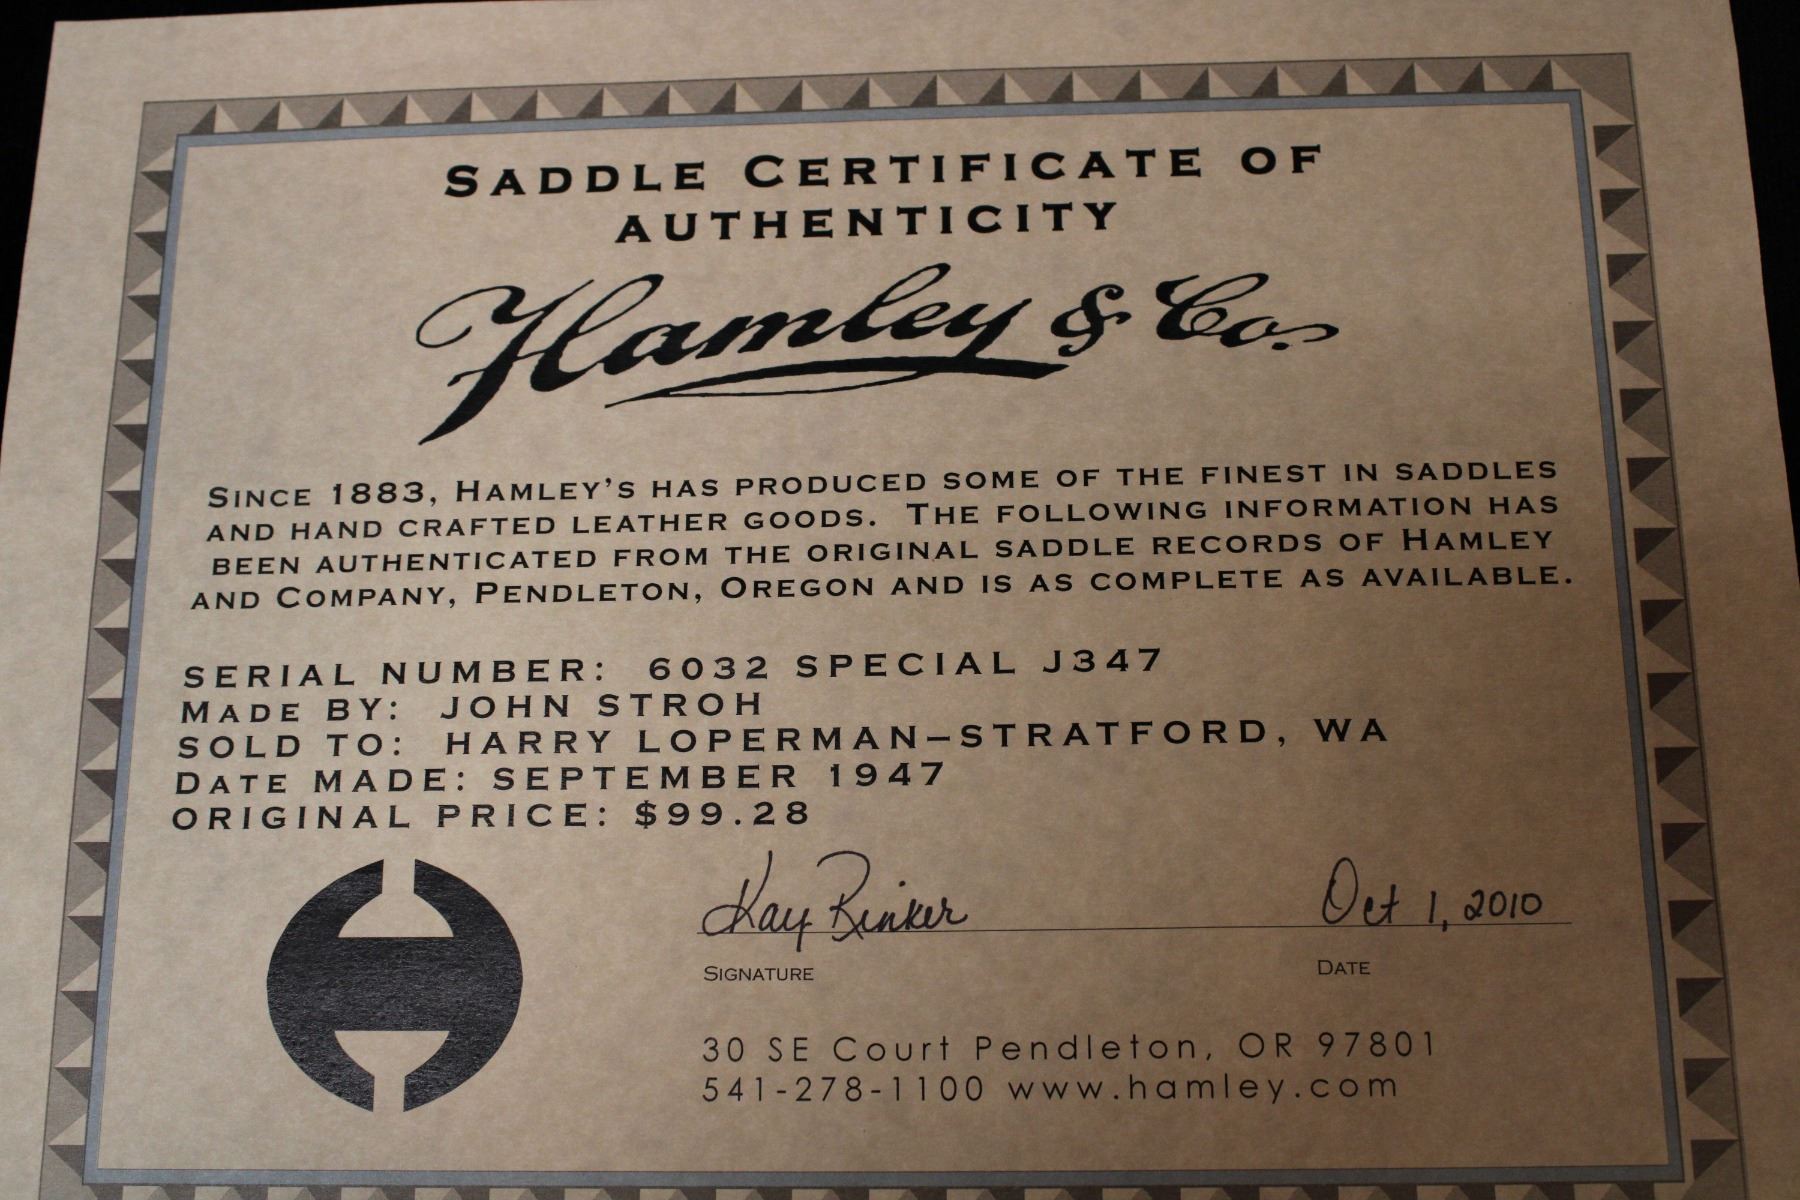 SADDLE CERTIFICATE OF
AUTHENTICITY
Hamley & Co.
SINCE 1883, HAMLEY'S HAS PRODUCED SOME OF THE FINEST IN SADDLES
AND HAND CRAFTED LEATHER GOODS. THE FOLLOWING INFORMATION HAS
BEEN AUTHENTICATED FROM THE ORIGINAL SADDLE RECORDS OF HAMLEY
AND COMPANY, PENDLETON, OREGON AND IS AS COMPLETE AS AVAILABLE.
SERIAL NUMBER: 6032 SPECIAL J347
MADE BY: JOHN STROH
SOLD TO: HARRY LOPERMAN–STRATFORD, WA
DATE MADE: SEPTEMBER 1947
ORIGINAL PRICE: $99.28
H
Kay Binker Oct 1, 2010
SIGNATURE DATE
30 SE Court Pendleton, OR 97801
541-278-1100 www.hamley.com